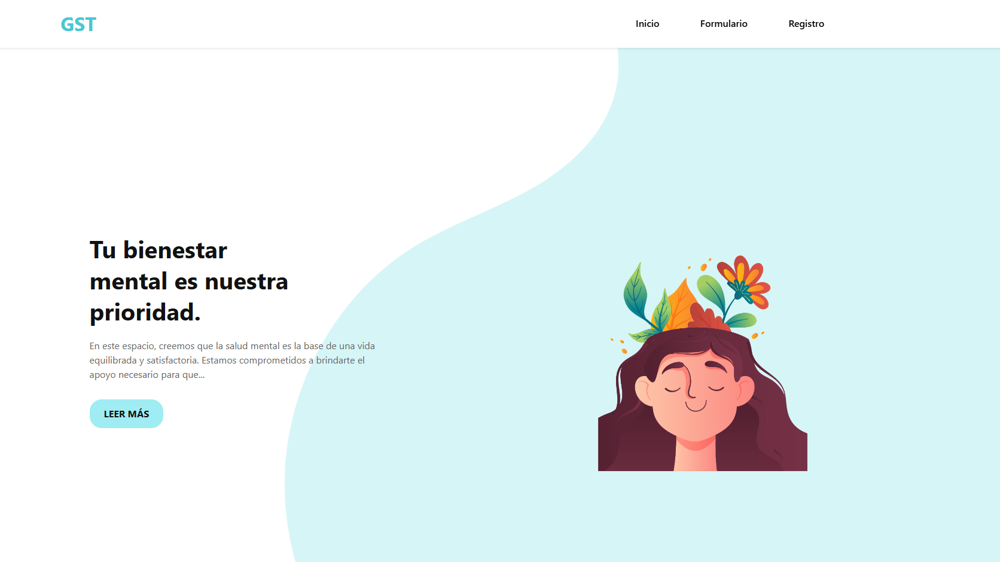 GST
Inicio
Formulario
Registro
Tu bienestar
mental es nuestra
prioridad.
En este espacio, creemos que la salud mental es la base de una vida
equilibrada y satisfactoria. Estamos comprometidos a brindarte el
apoyo necesario para que...
LEER MÁS